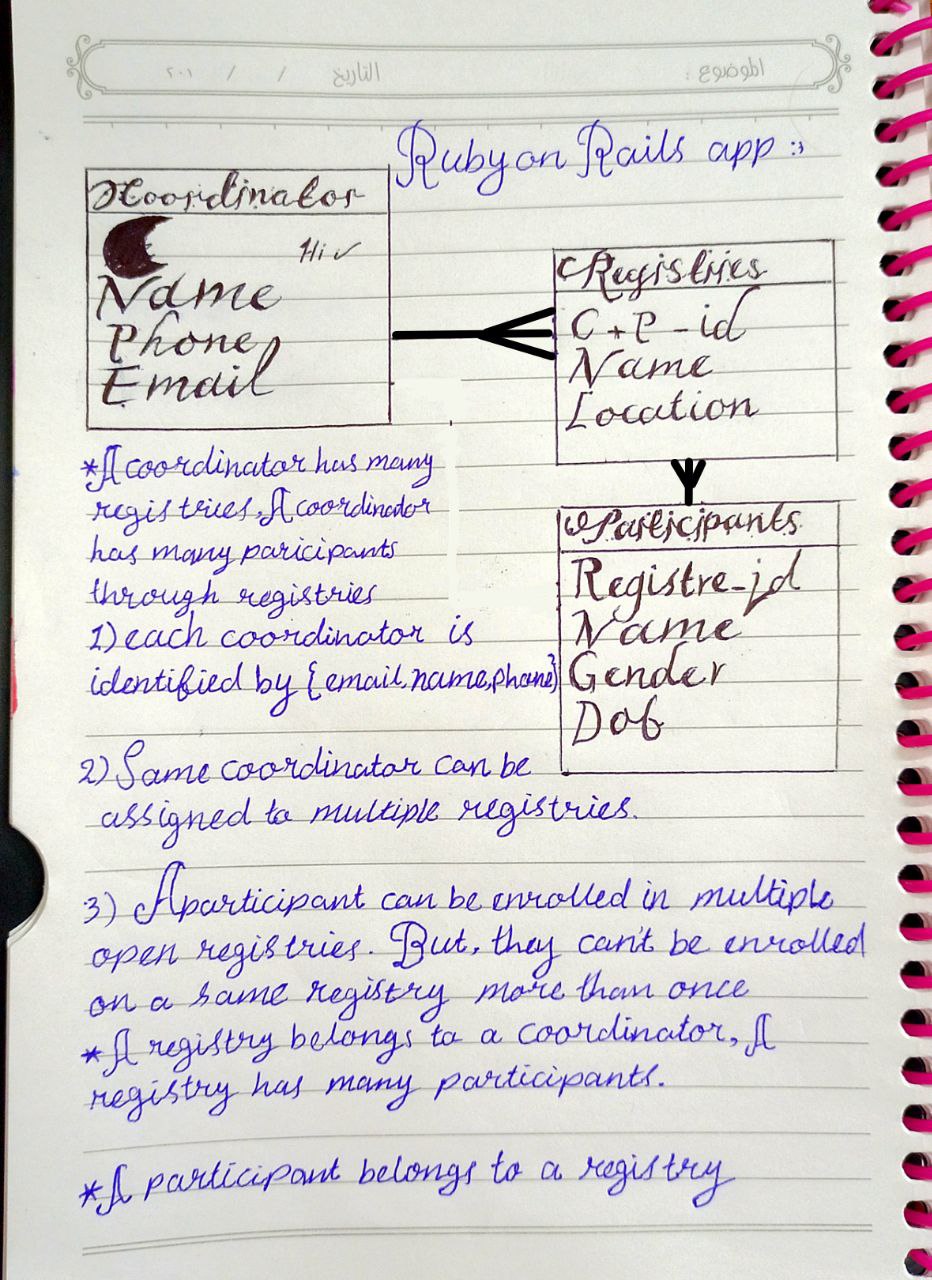 الموضوع :
التاريخ / / ٢٠١
Ruby on Rails app :
Coordinator
Hi ✓
Name
Phone
Email
Registries
C + P - id
Name
Location
Participants
Registre_id
Name
Gender
Dob
*A coordinator has many
registries. A coordinator
has many paricipants
through registries
1) each coordinator is
identified by {email, name, phone}
2) Same coordinator can be
assigned to multiple registries.
3) A participant can be enrolled in multiple
open registries. But, they can't be enrolled
on a same registry more than once
*A registry belongs to a coordinator, A
registry has many participants.
*A participant belongs to a registry